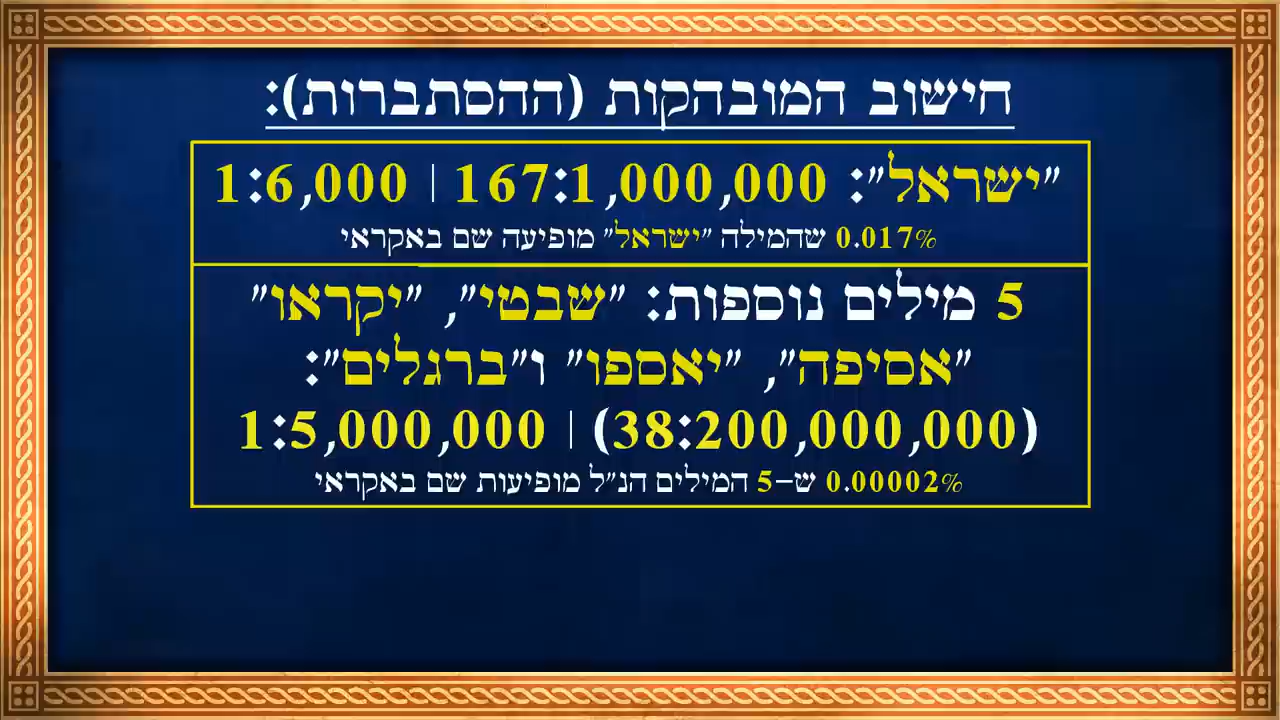 חישוב המובהקות (ההסתברות):
"ישראל": 167:1,000,000 | 1:6,000
0.017% שהמילה "ישראל" מופיעה שם באקראי
5 מילים נוספות: "שבטי", "יקראו"
"אסיפה", "יאספו" ו"ברגלים":
(38:200,000,000) | 1:5,000,000
0.00002% ש-5 המילים הנ"ל מופיעות שם באקראי